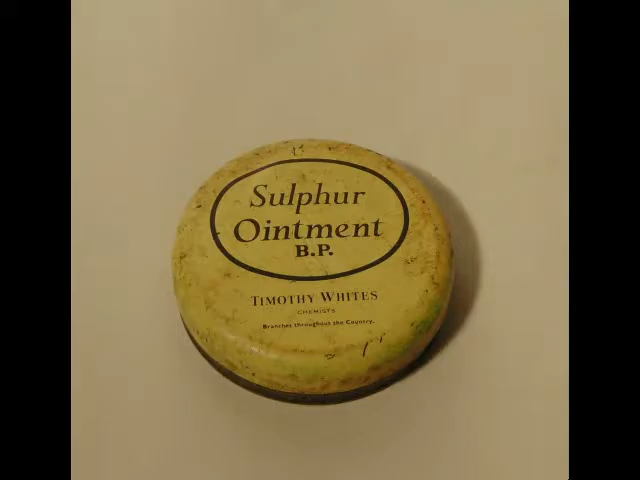 Sulphur
Ointment
B.P.
TIMOTHY WHITES
CHEMISTS
Branches throughout the Country.